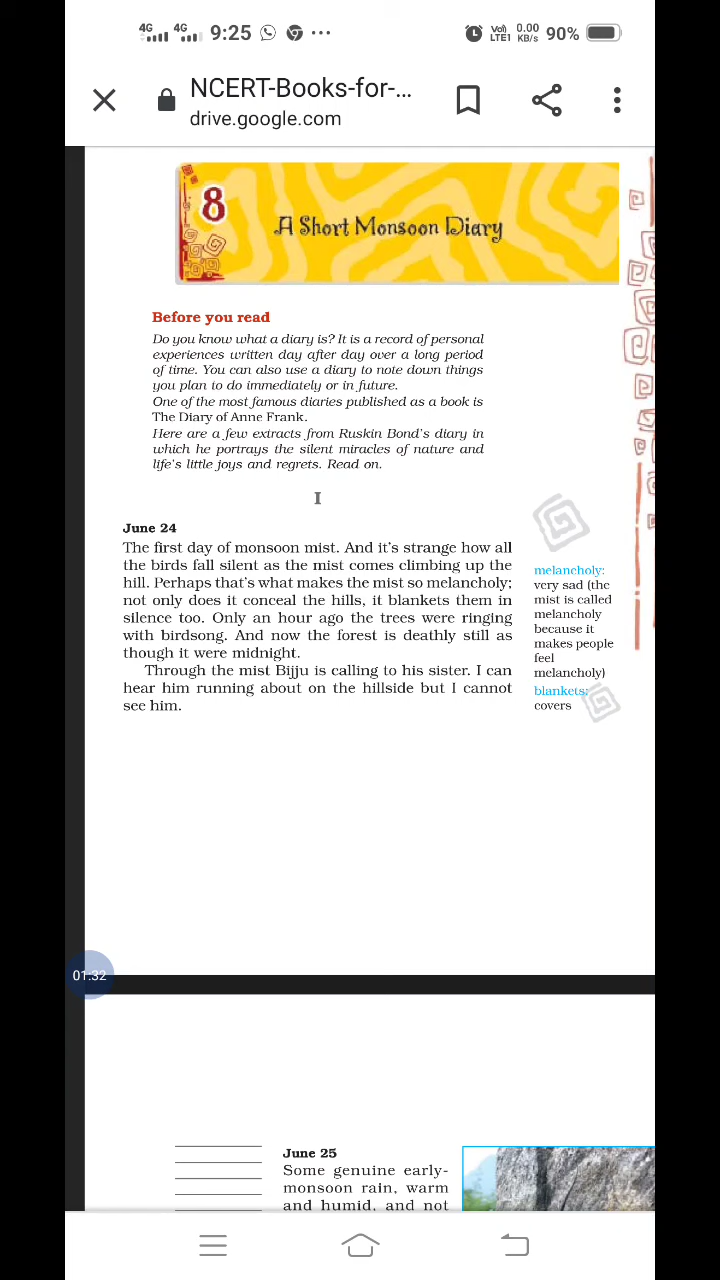 4G 4G 9:25 ... Vo) LTE1 0.00 KB/s 90%
NCERT-Books-for-...
drive.google.com
8
A Short Monsoon Diary
Before you read
Do you know what a diary is? It is a record of personal
experiences written day after day over a long period
of time. You can also use a diary to note down things
you plan to do immediately or in future.
One of the most famous diaries published as a book is
The Diary of Anne Frank.
Here are a few extracts from Ruskin Bond's diary in
which he portrays the silent miracles of nature and
life's little joys and regrets. Read on.
I
June 24
The first day of monsoon mist. And it's strange how all
the birds fall silent as the mist comes climbing up the
hill. Perhaps that's what makes the mist so melancholy;
not only does it conceal the hills, it blankets them in
silence too. Only an hour ago the trees were ringing
with birdsong. And now the forest is deathly still as
though it were midnight.
Through the mist Bijju is calling to his sister. I can
hear him running about on the hillside but I cannot
see him.
melancholy:
very sad (the
mist is called
melancholy
because it
makes people
feel
melancholy)
blankets:
covers
01:32
June 25
Some genuine early-
monsoon rain, warm
and humid, and not